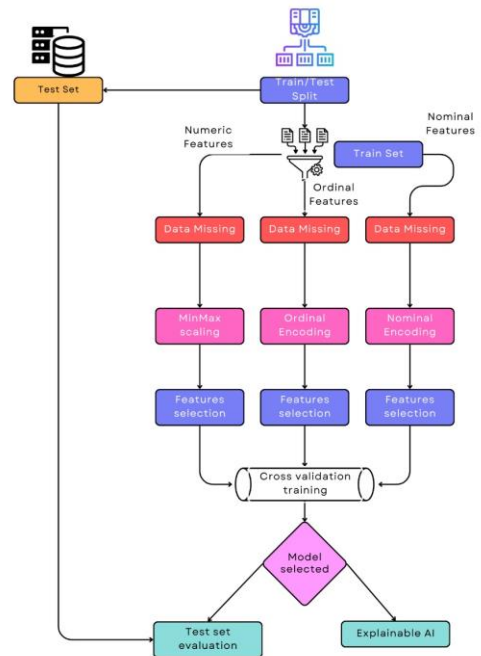 Test Set
Train/Test
Split
Numeric
Features
Nominal
Features
Train Set
Ordinal
Features
Data Missing
Data Missing
Data Missing
MinMax
scaling
Ordinal
Encoding
Nominal
Encoding
Features
selection
Features
selection
Features
selection
Cross validation
training
Model
selected
Test set
evaluation
Explainable AI